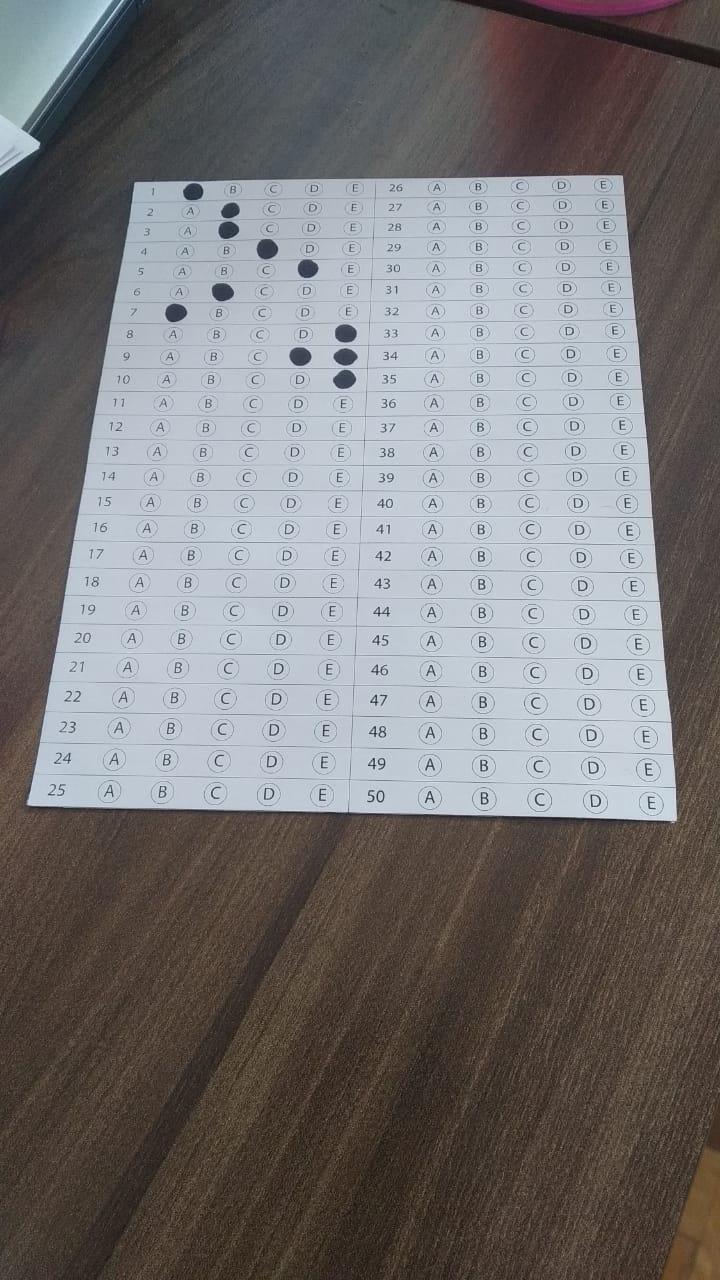 1 B C D E 26 A B C D E
2 A C D E 27 A B C D E
3 A C D E 28 A B C D E
4 A B D E 29 A B C D E
5 A B C E 30 A B C D E
6 A C D E 31 A B C D E
7 B C D E 32 A B C D E
8 A B C D 33 A B C D E
9 A B C 34 A B C D E
10 A B C D 35 A B C D E
11 A B C D E 36 A B C D E
12 A B C D E 37 A B C D E
13 A B C D E 38 A B C D E
14 A B C D E 39 A B C D E
15 A B C D E 40 A B C D E
16 A B C D E 41 A B C D E
17 A B C D E 42 A B C D E
18 A B C D E 43 A B C D E
19 A B C D E 44 A B C D E
20 A B C D E 45 A B C D E
21 A B C D E 46 A B C D E
22 A B C D E 47 A B C D E
23 A B C D E 48 A B C D E
24 A B C D E 49 A B C D E
25 A B C D E 50 A B C D E